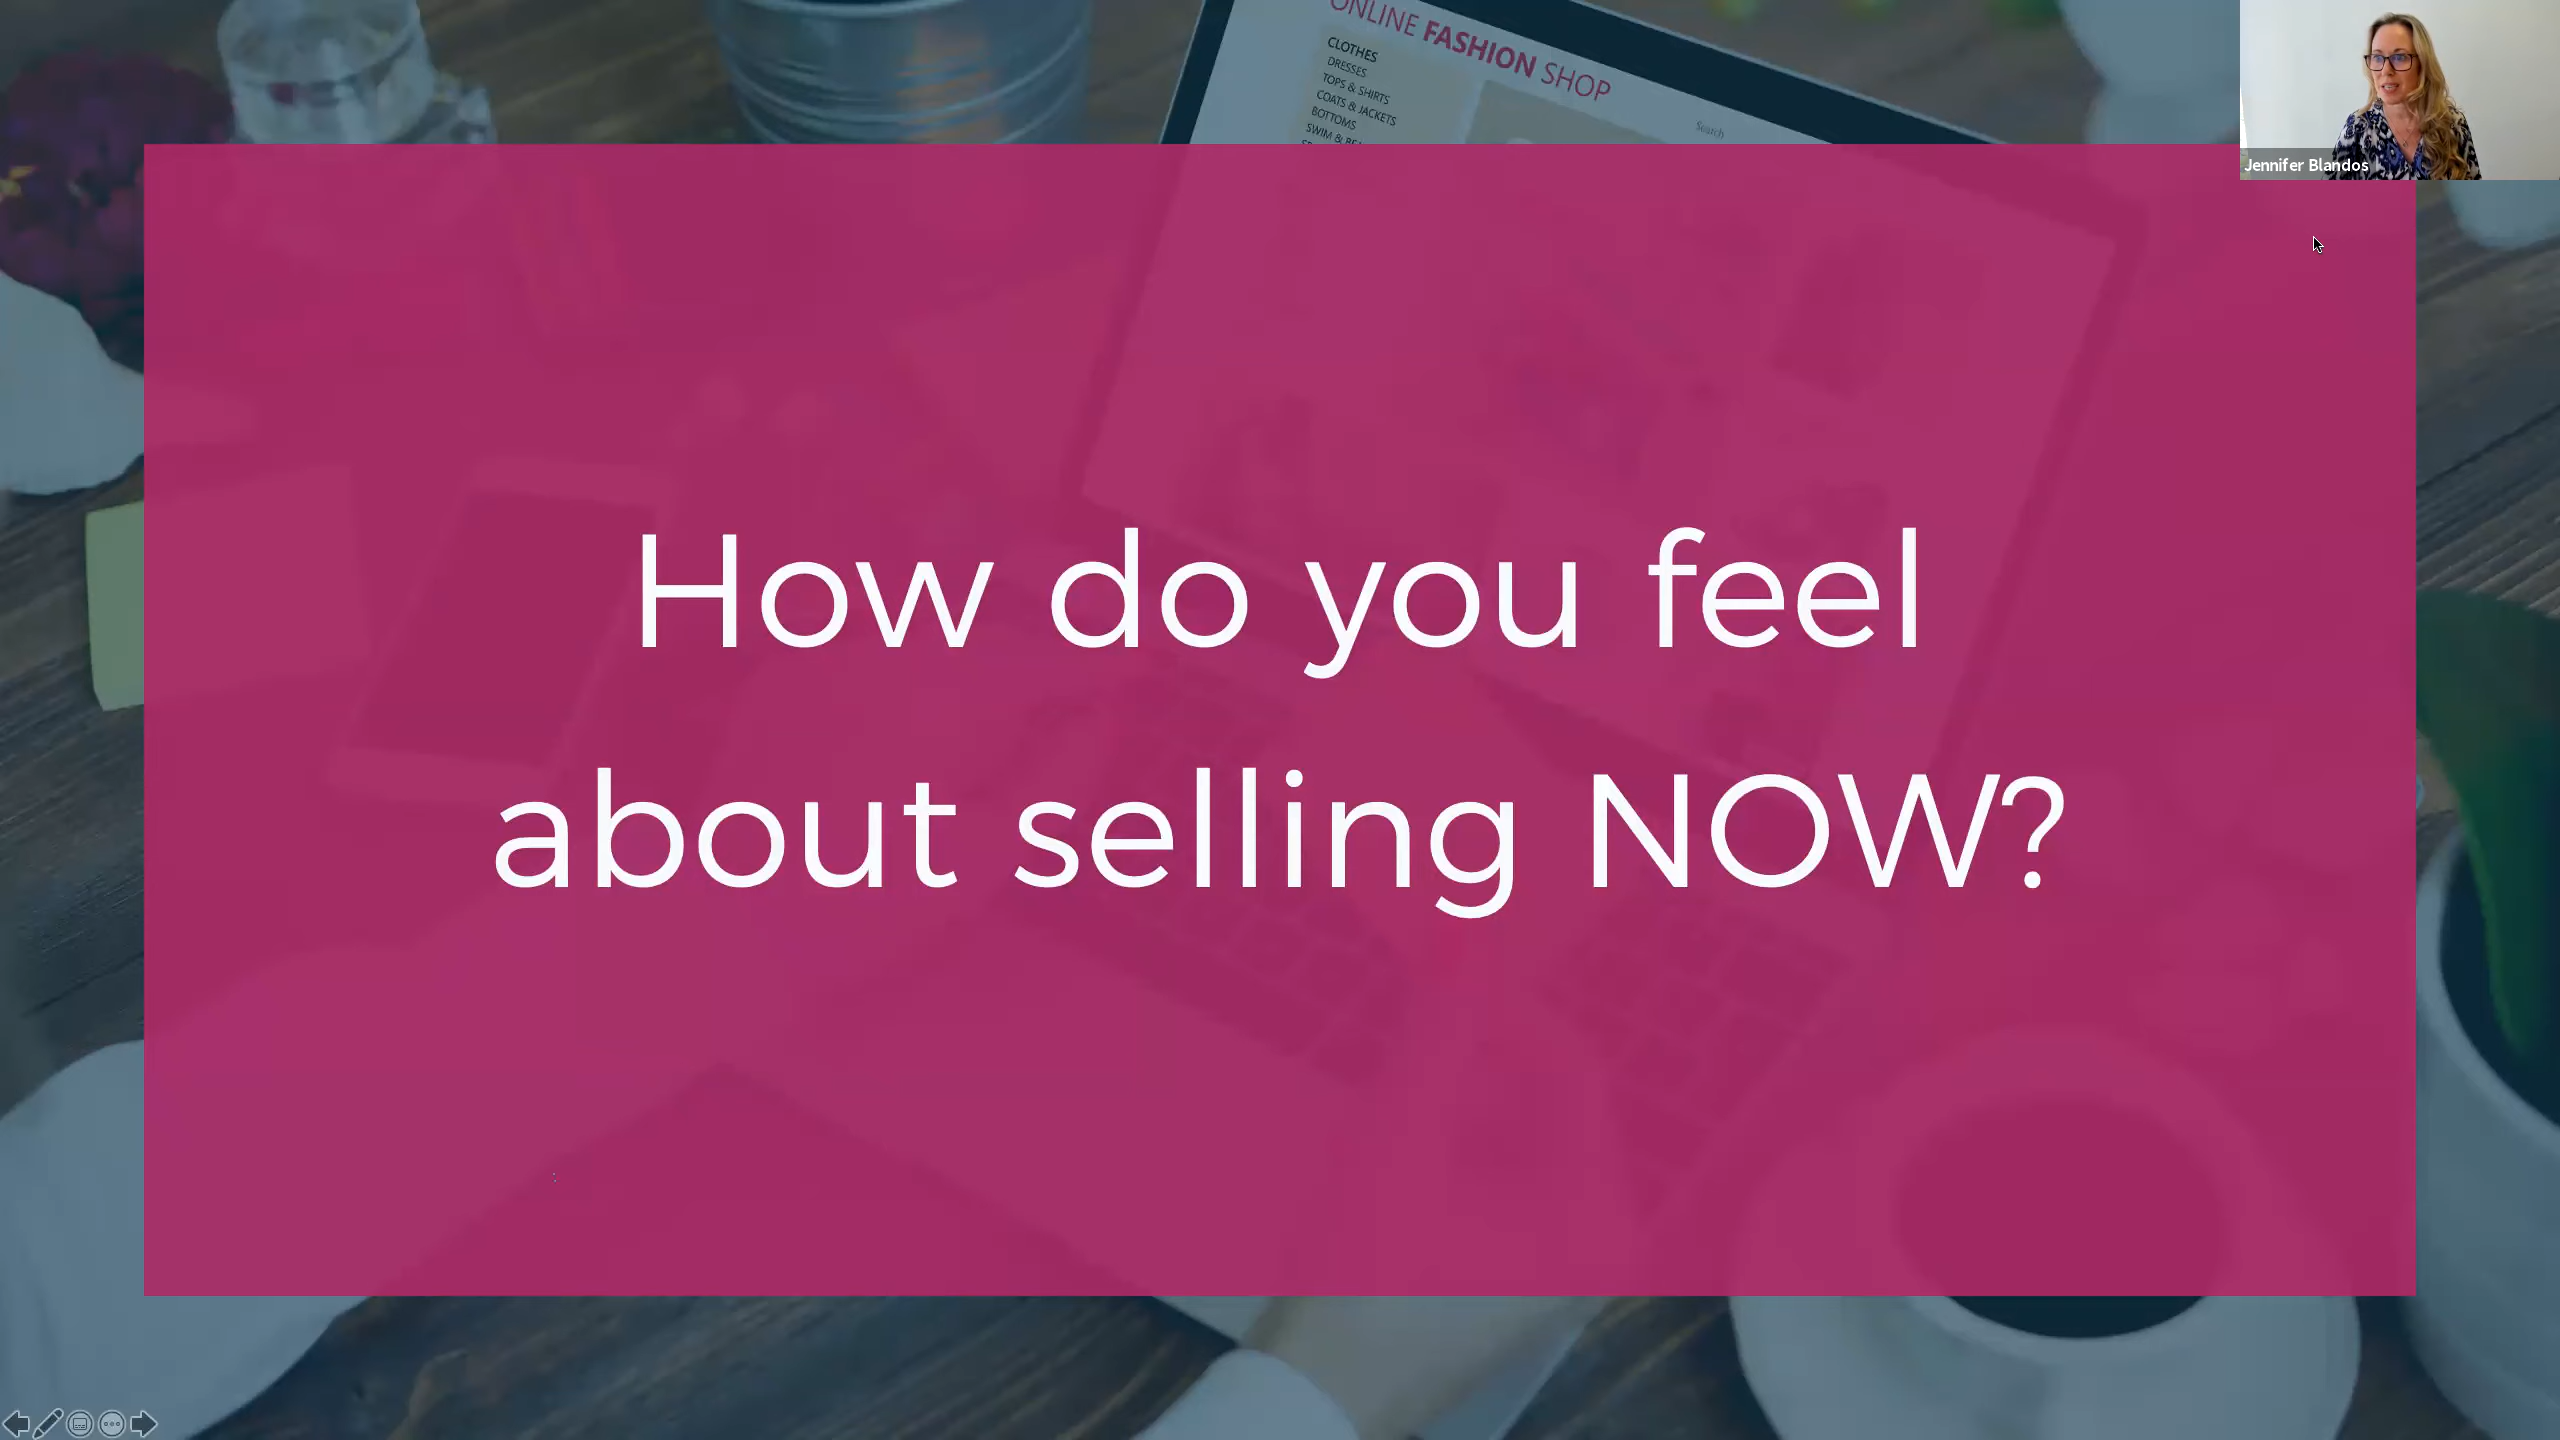 ONLINE FASHION SHOP
CLOTHES
DRESSES
TOPS & SHIRTS
COATS & JACKETS
BOTTOMS
SWIM &
Search
Jennifer Blandos
How do you feel
about selling NOW?